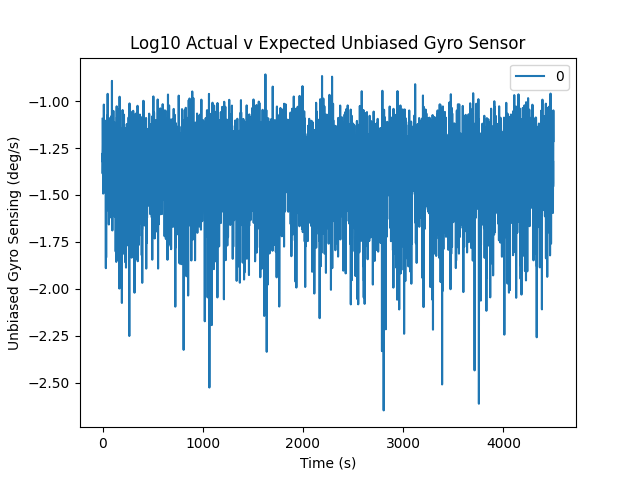 Log10 Actual v Expected Unbiased Gyro Sensor
0
Unbiased Gyro Sensing (deg/s)
−1.00
−1.25
−1.50
−1.75
−2.00
−2.25
−2.50
0 1000 2000 3000 4000
Time (s)